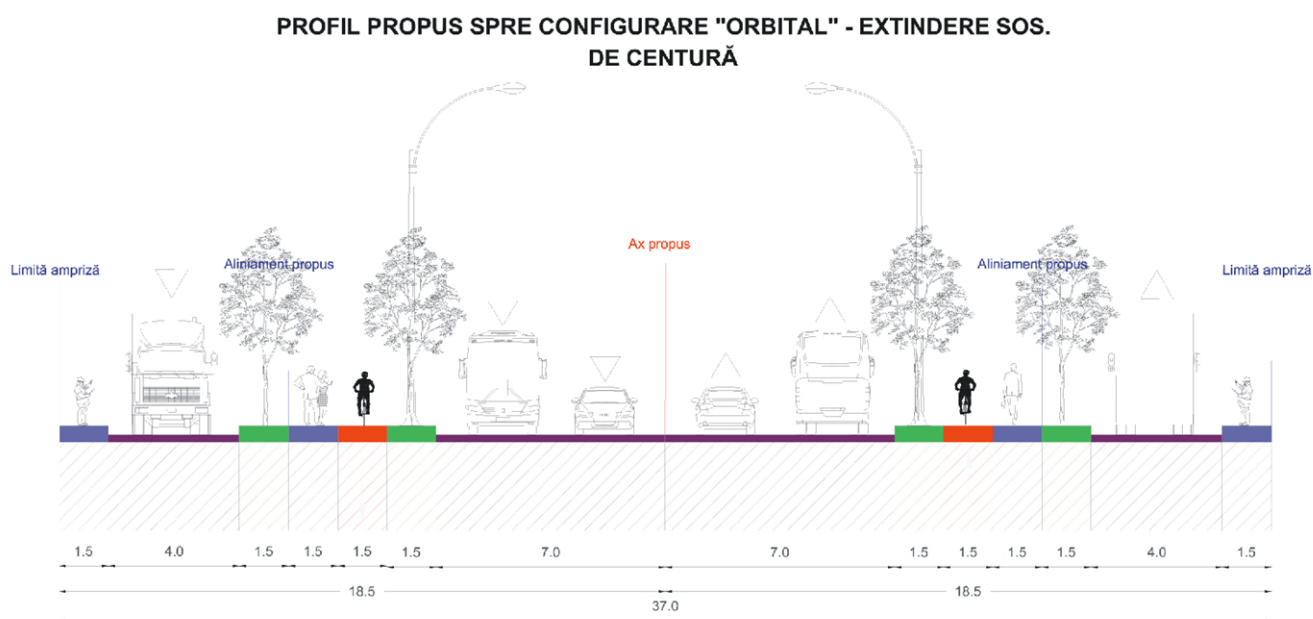 PROFIL PROPUS SPRE CONFIGURARE "ORBITAL" - EXTINDERE SOS.
DE CENTURĂ
Ax propus
Limită ampriză
Aliniament propus
Aliniament propus
Limită ampriză
1.5 4.0 1.5 1.5 1.5 1.5 7.0 7.0 1.5 1.5 1.5 1.5 4.0 1.5
18.5 18.5
37.0